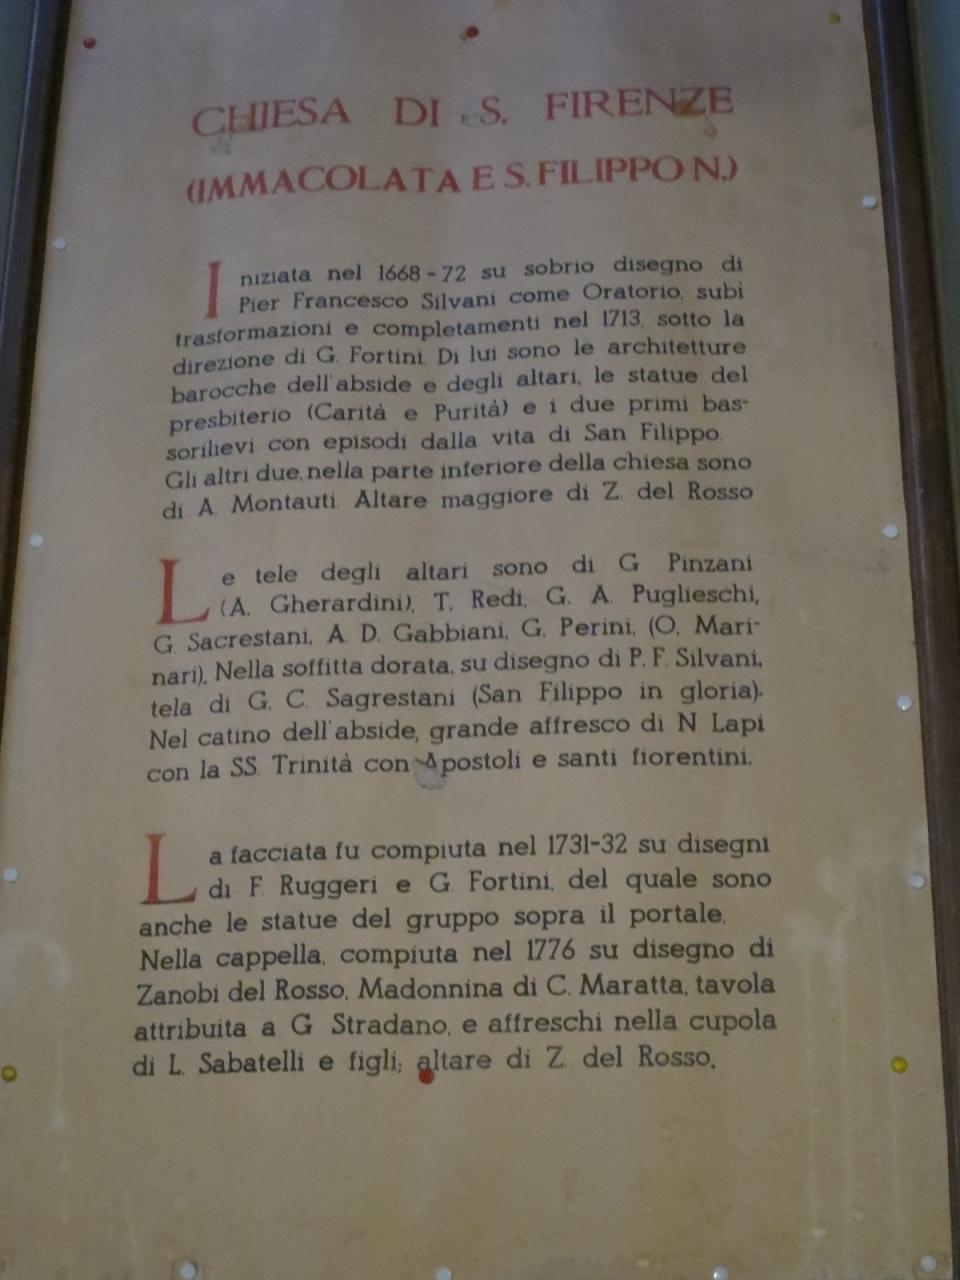 CHIESA DI S. FIRENZE
(IMMACOLATA E S. FILIPPO N.)
Iniziata nel 1668-72 su sobrio disegno di
Pier Francesco Silvani come Oratorio, subì
trasformazioni e completamenti nel 1713, sotto la
direzione di G. Fortini. Di lui sono le architetture
barocche dell'abside e degli altari, le statue del
presbiterio (Carità e Purità) e i due primi bas-
sorilievi con episodi dalla vita di San Filippo.
Gli altri due, nella parte inferiore della chiesa sono
di A. Montauti. Altare maggiore di Z. del Rosso
Le tele degli altari sono di G. Pinzani
(A. Gherardini), T. Redi, G. A. Puglieschi,
G. Sacrestani, A. D. Gabbiani, G. Perini, (O. Mari-
nari). Nella soffitta dorata, su disegno di P. F. Silvani,
tela di G. C. Sagrestani (San Filippo in gloria).
Nel catino dell'abside, grande affresco di N. Lapi
con la SS. Trinità con Apostoli e santi fiorentini.
La facciata fu compiuta nel 1731-32 su disegni
di F. Ruggeri e G. Fortini, del quale sono
anche le statue del gruppo sopra il portale.
Nella cappella, compiuta nel 1776 su disegno di
Zanobi del Rosso, Madonnina di C. Maratta, tavola
attribuita a G. Stradano, e affreschi nella cupola
di L. Sabatelli e figli; altare di Z. del Rosso.